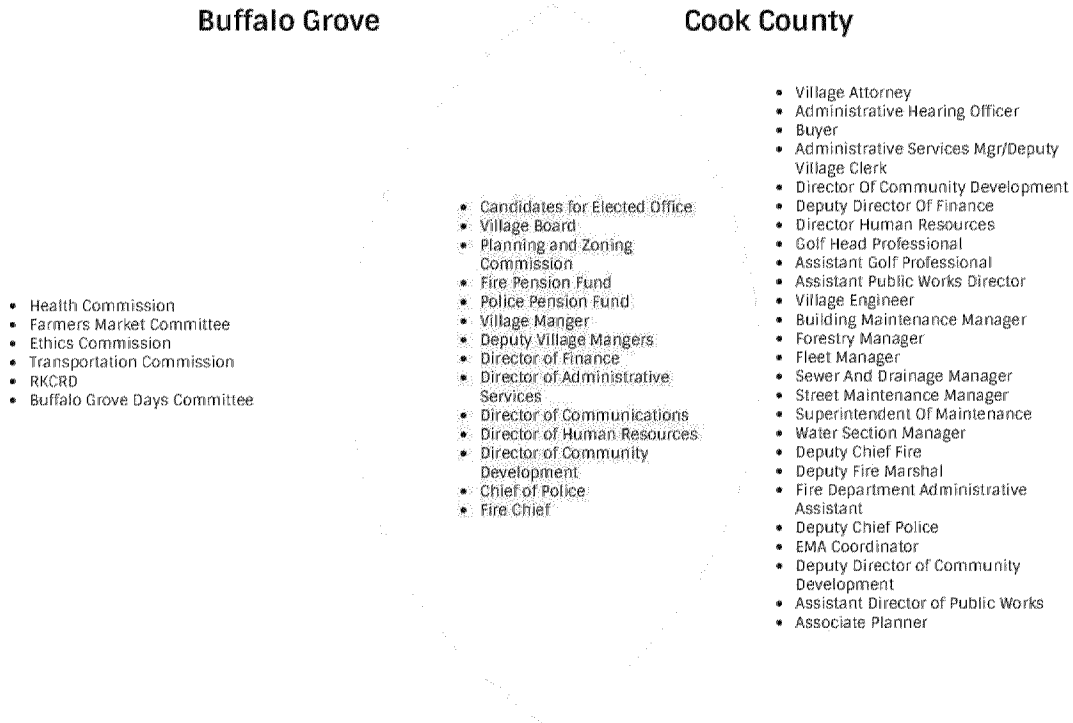 Buffalo Grove
Cook County
• Health Commission
• Farmers Market Committee
• Ethics Commission
• Transportation Commission
• RKCRD
• Buffalo Grove Days Committee
• Candidates for Elected Office
• Village Board
• Planning and Zoning
Commission
• Fire Pension Fund
• Police Pension Fund
• Village Manger
• Deputy Village Mangers
• Director of Finance
• Director of Administrative
Services
• Director of Communications
• Director of Human Resources
• Director of Community
Development
• Chief of Police
• Fire Chief
• Village Attorney
• Administrative Hearing Officer
• Buyer
• Administrative Services Mgr/Deputy
Village Clerk
• Director Of Community Development
• Deputy Director Of Finance
• Director Human Resources
• Golf Head Professional
• Assistant Golf Professional
• Assistant Public Works Director
• Village Engineer
• Building Maintenance Manager
• Forestry Manager
• Fleet Manager
• Sewer And Drainage Manager
• Street Maintenance Manager
• Superintendent Of Maintenance
• Water Section Manager
• Deputy Chief Fire
• Deputy Fire Marshal
• Fire Department Administrative
Assistant
• Deputy Chief Police
• EMA Coordinator
• Deputy Director of Community
Development
• Assistant Director of Public Works
• Associate Planner